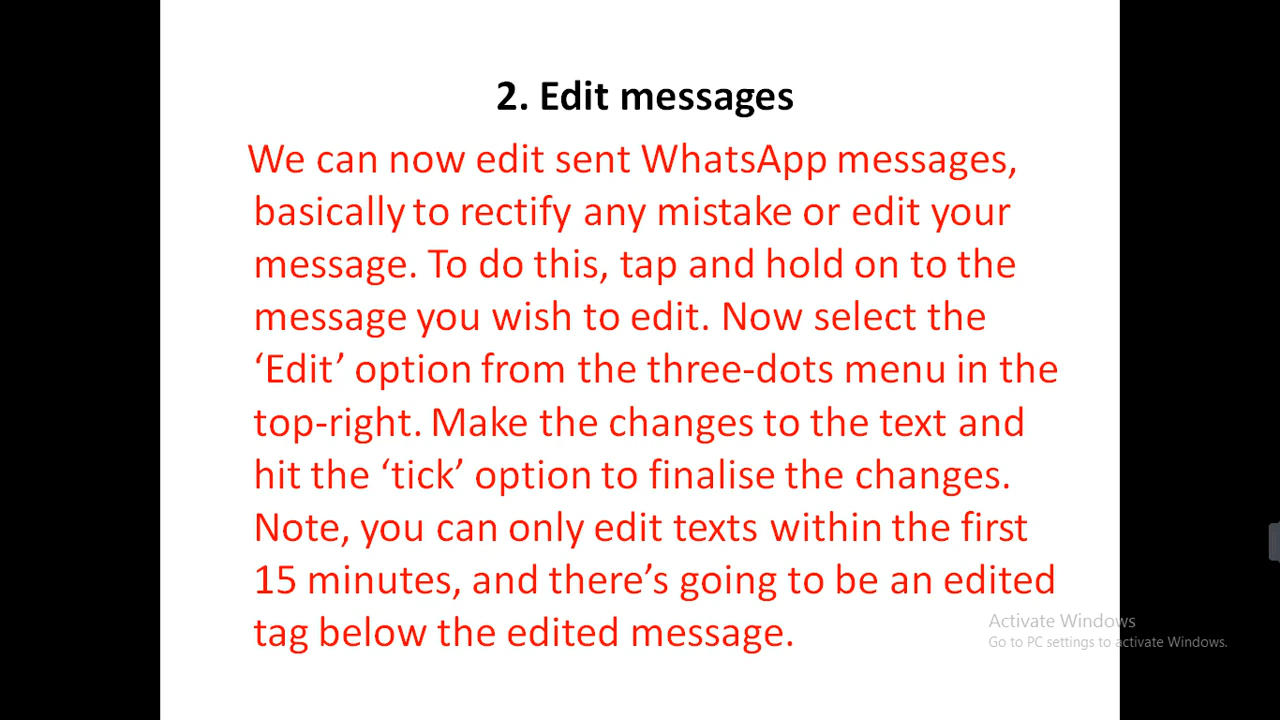 2. Edit messages
We can now edit sent WhatsApp messages,
basically to rectify any mistake or edit your
message. To do this, tap and hold on to the
message you wish to edit. Now select the
‘Edit’ option from the three-dots menu in the
top-right. Make the changes to the text and
hit the ‘tick’ option to finalise the changes.
Note, you can only edit texts within the first
15 minutes, and there’s going to be an edited
tag below the edited message.
Activate Windows
Go to PC settings to activate Windows.